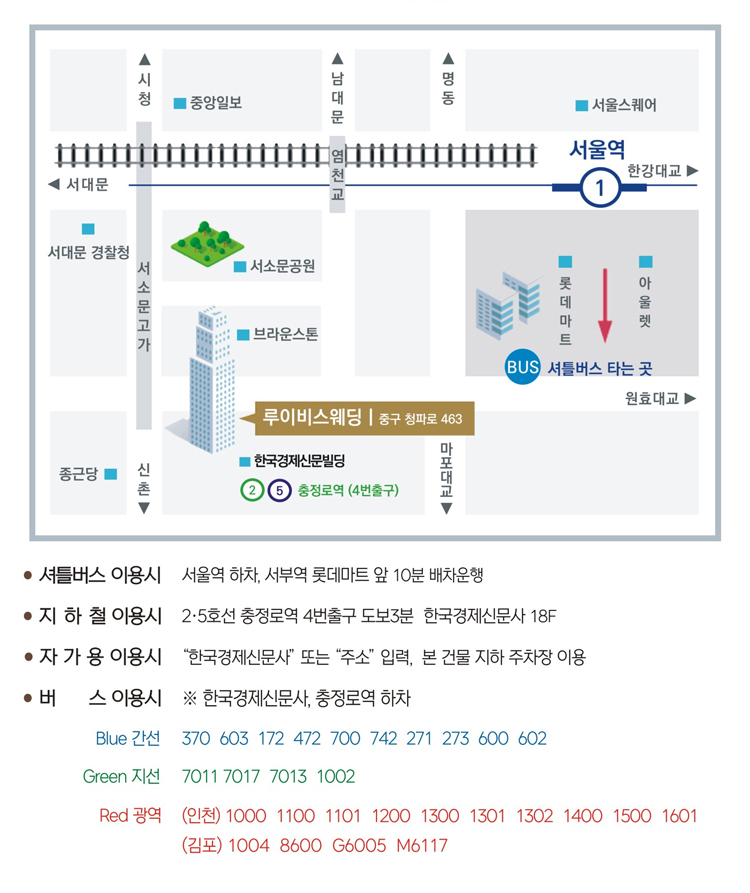 시청
남대문
명동
중앙일보
서울스퀘어
염천교
서울역
한강대교
서대문
1
서대문 경찰청
서소문고가
서소문공원
롯데마트
아울렛
브라운스톤
BUS 셔틀버스 타는 곳
원효대교
루이비스웨딩 | 중구 청파로 463
한국경제신문빌딩
종근당
신촌
마포대교
2 5 충정로역 (4번출구)
• 셔틀버스 이용시 서울역 하차, 서부역 롯데마트 앞 10분 배차운행
• 지 하 철 이용시 2·5호선 충정로역 4번출구 도보3분 한국경제신문사 18F
• 자 가 용 이용시 “한국경제신문사” 또는 “주소” 입력, 본 건물 지하 주차장 이용
• 버 스 이용시 ※ 한국경제신문사, 충정로역 하차
Blue 간선 370 603 172 472 700 742 271 273 600 602
Green 지선 7011 7017 7013 1002
Red 광역 (인천) 1000 1100 1101 1200 1300 1301 1302 1400 1500 1601
(김포) 1004 8600 G6005 M6117